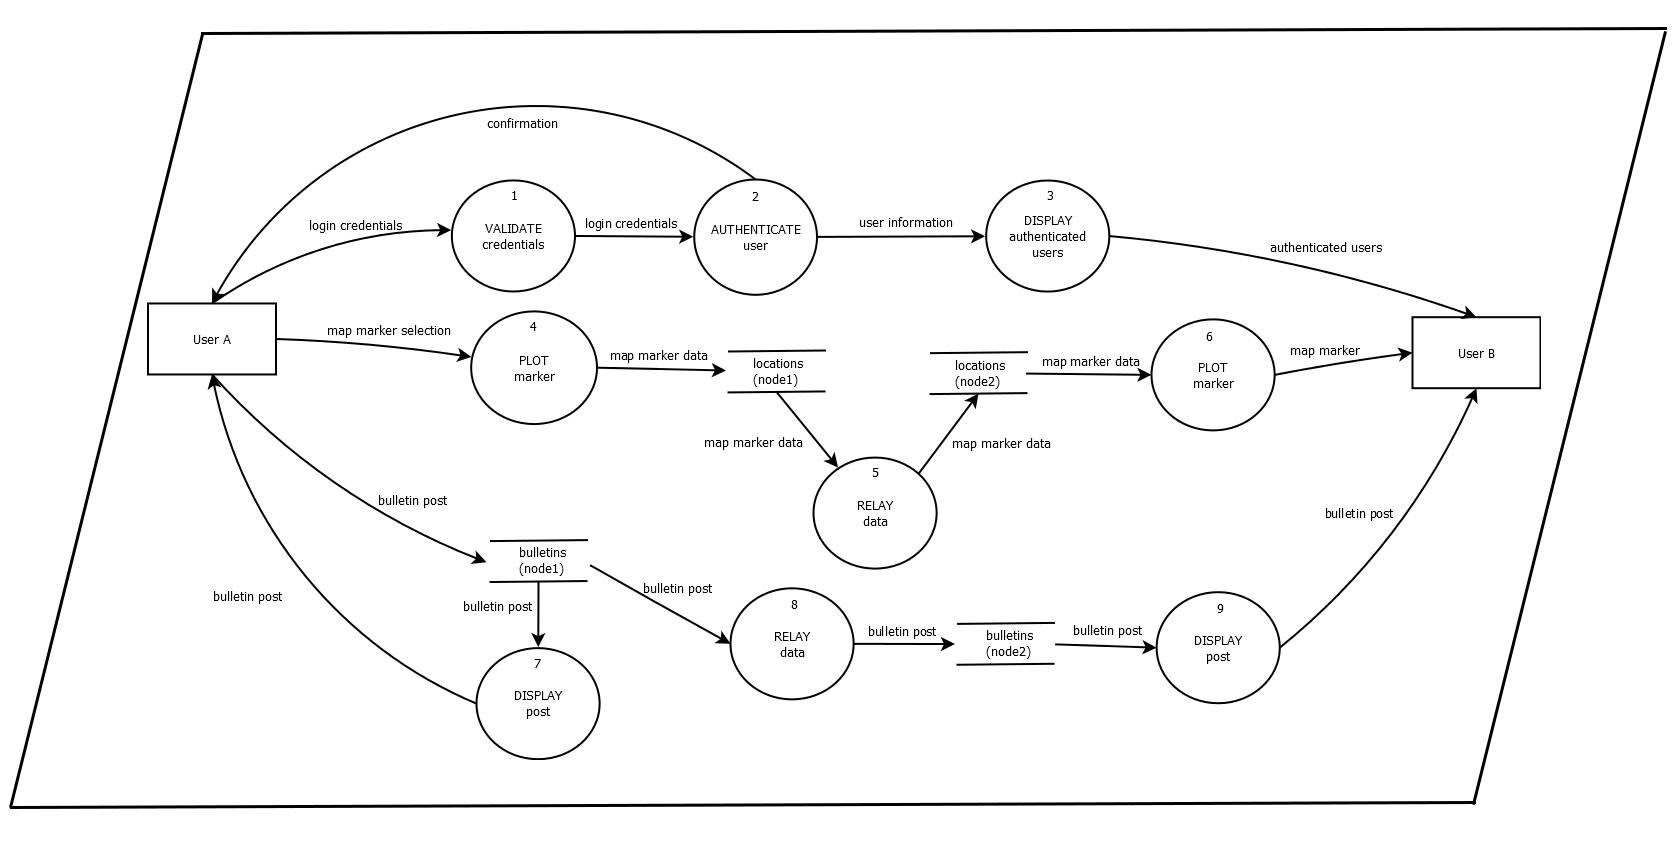 confirmation
1
VALIDATE
credentials
2
AUTHENTICATE
user
3
DISPLAY
authenticated
users
login credentials
login credentials
user information
authenticated users
User A
map marker selection
4
PLOT
marker
map marker data
locations
(node1)
locations
(node2)
map marker data
6
PLOT
marker
map marker
User B
map marker data
map marker data
5
RELAY
data
bulletin post
bulletin post
bulletins
(node1)
bulletin post
bulletin post
bulletin post
7
DISPLAY
post
8
RELAY
data
bulletin post
bulletins
(node2)
bulletin post
9
DISPLAY
post